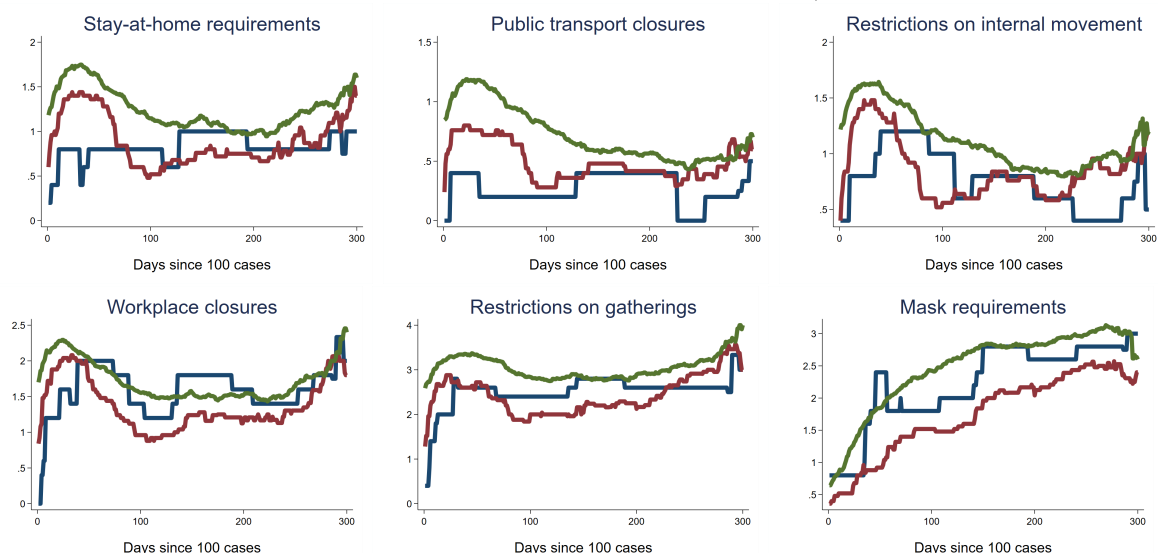 Stay-at-home requirements
2
1.5
1
.5
0
0 100 200 300
Days since 100 cases
Public transport closures
1.5
1
.5
0
0 100 200 300
Days since 100 cases
Restrictions on internal movement
2
1.5
1
.5
0 100 200 300
Days since 100 cases
Workplace closures
2.5
2
1.5
1
.5
0
0 100 200 300
Days since 100 cases
Restrictions on gatherings
4
3
2
1
0
0 100 200 300
Days since 100 cases
Mask requirements
3
2.5
2
1.5
1
.5
0 100 200 300
Days since 100 cases